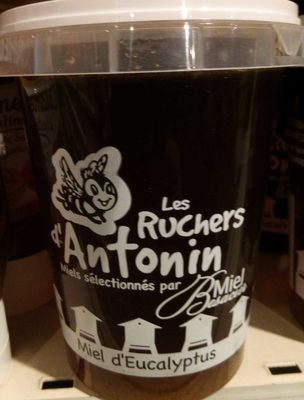 Les
Ruchers
d'Antonin
Miels sélectionnés par
Miel
Miel d'Eucalyptus